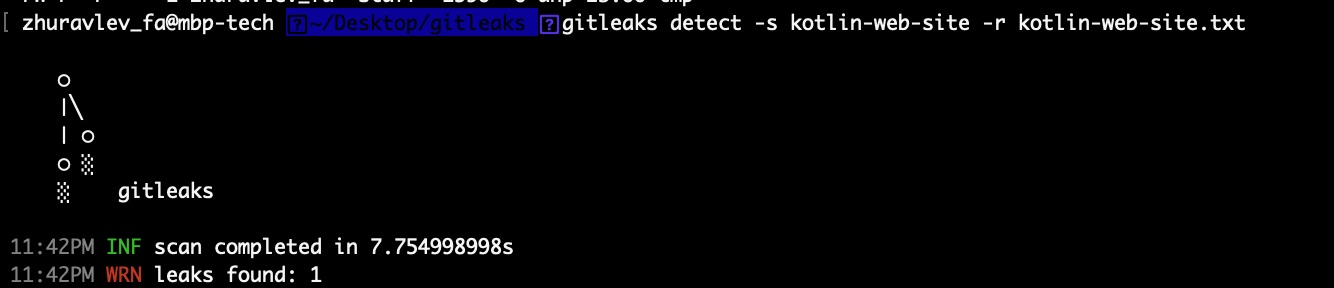 zhuravlev_fa@mbp-tech ~/Desktop/gitleaks gitleaks detect -s kotlin-web-site -r kotlin-web-site.txt
○
|\
| ○
○ ░
░ gitleaks
11:42PM INF scan completed in 7.754998998s
11:42PM WRN leaks found: 1